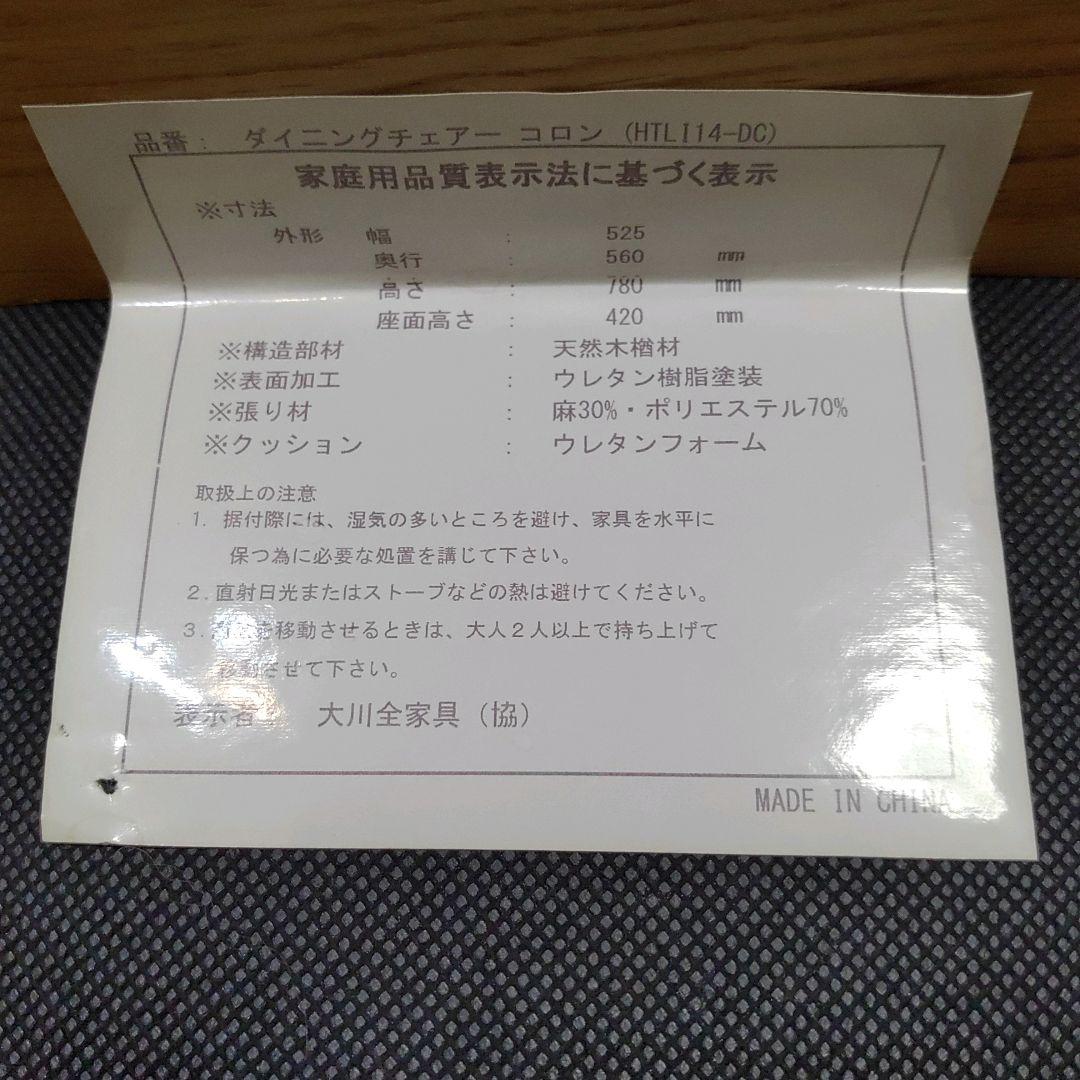 品番： ダイニングチェアー コロン (HTLI14-DC)
家庭用品質表示法に基づく表示
※寸法
外形 幅 ： 525
奥行 ： 560 mm
高さ ： 780 mm
座面高さ ： 420 mm
※構造部材 ： 天然木楢材
※表面加工 ： ウレタン樹脂塗装
※張り材 ： 麻30%・ポリエステル70%
※クッション ： ウレタンフォーム
取扱上の注意
1. 据付際には、湿気の多いところを避け、家具を水平に
保つ為に必要な処置を講じて下さい。
2. 直射日光またはストーブなどの熱は避けてください。
3. 移動させるときは、大人2人以上で持ち上げて
移動させて下さい。
表示者： 大川全家具（協）
MADE IN CHINA